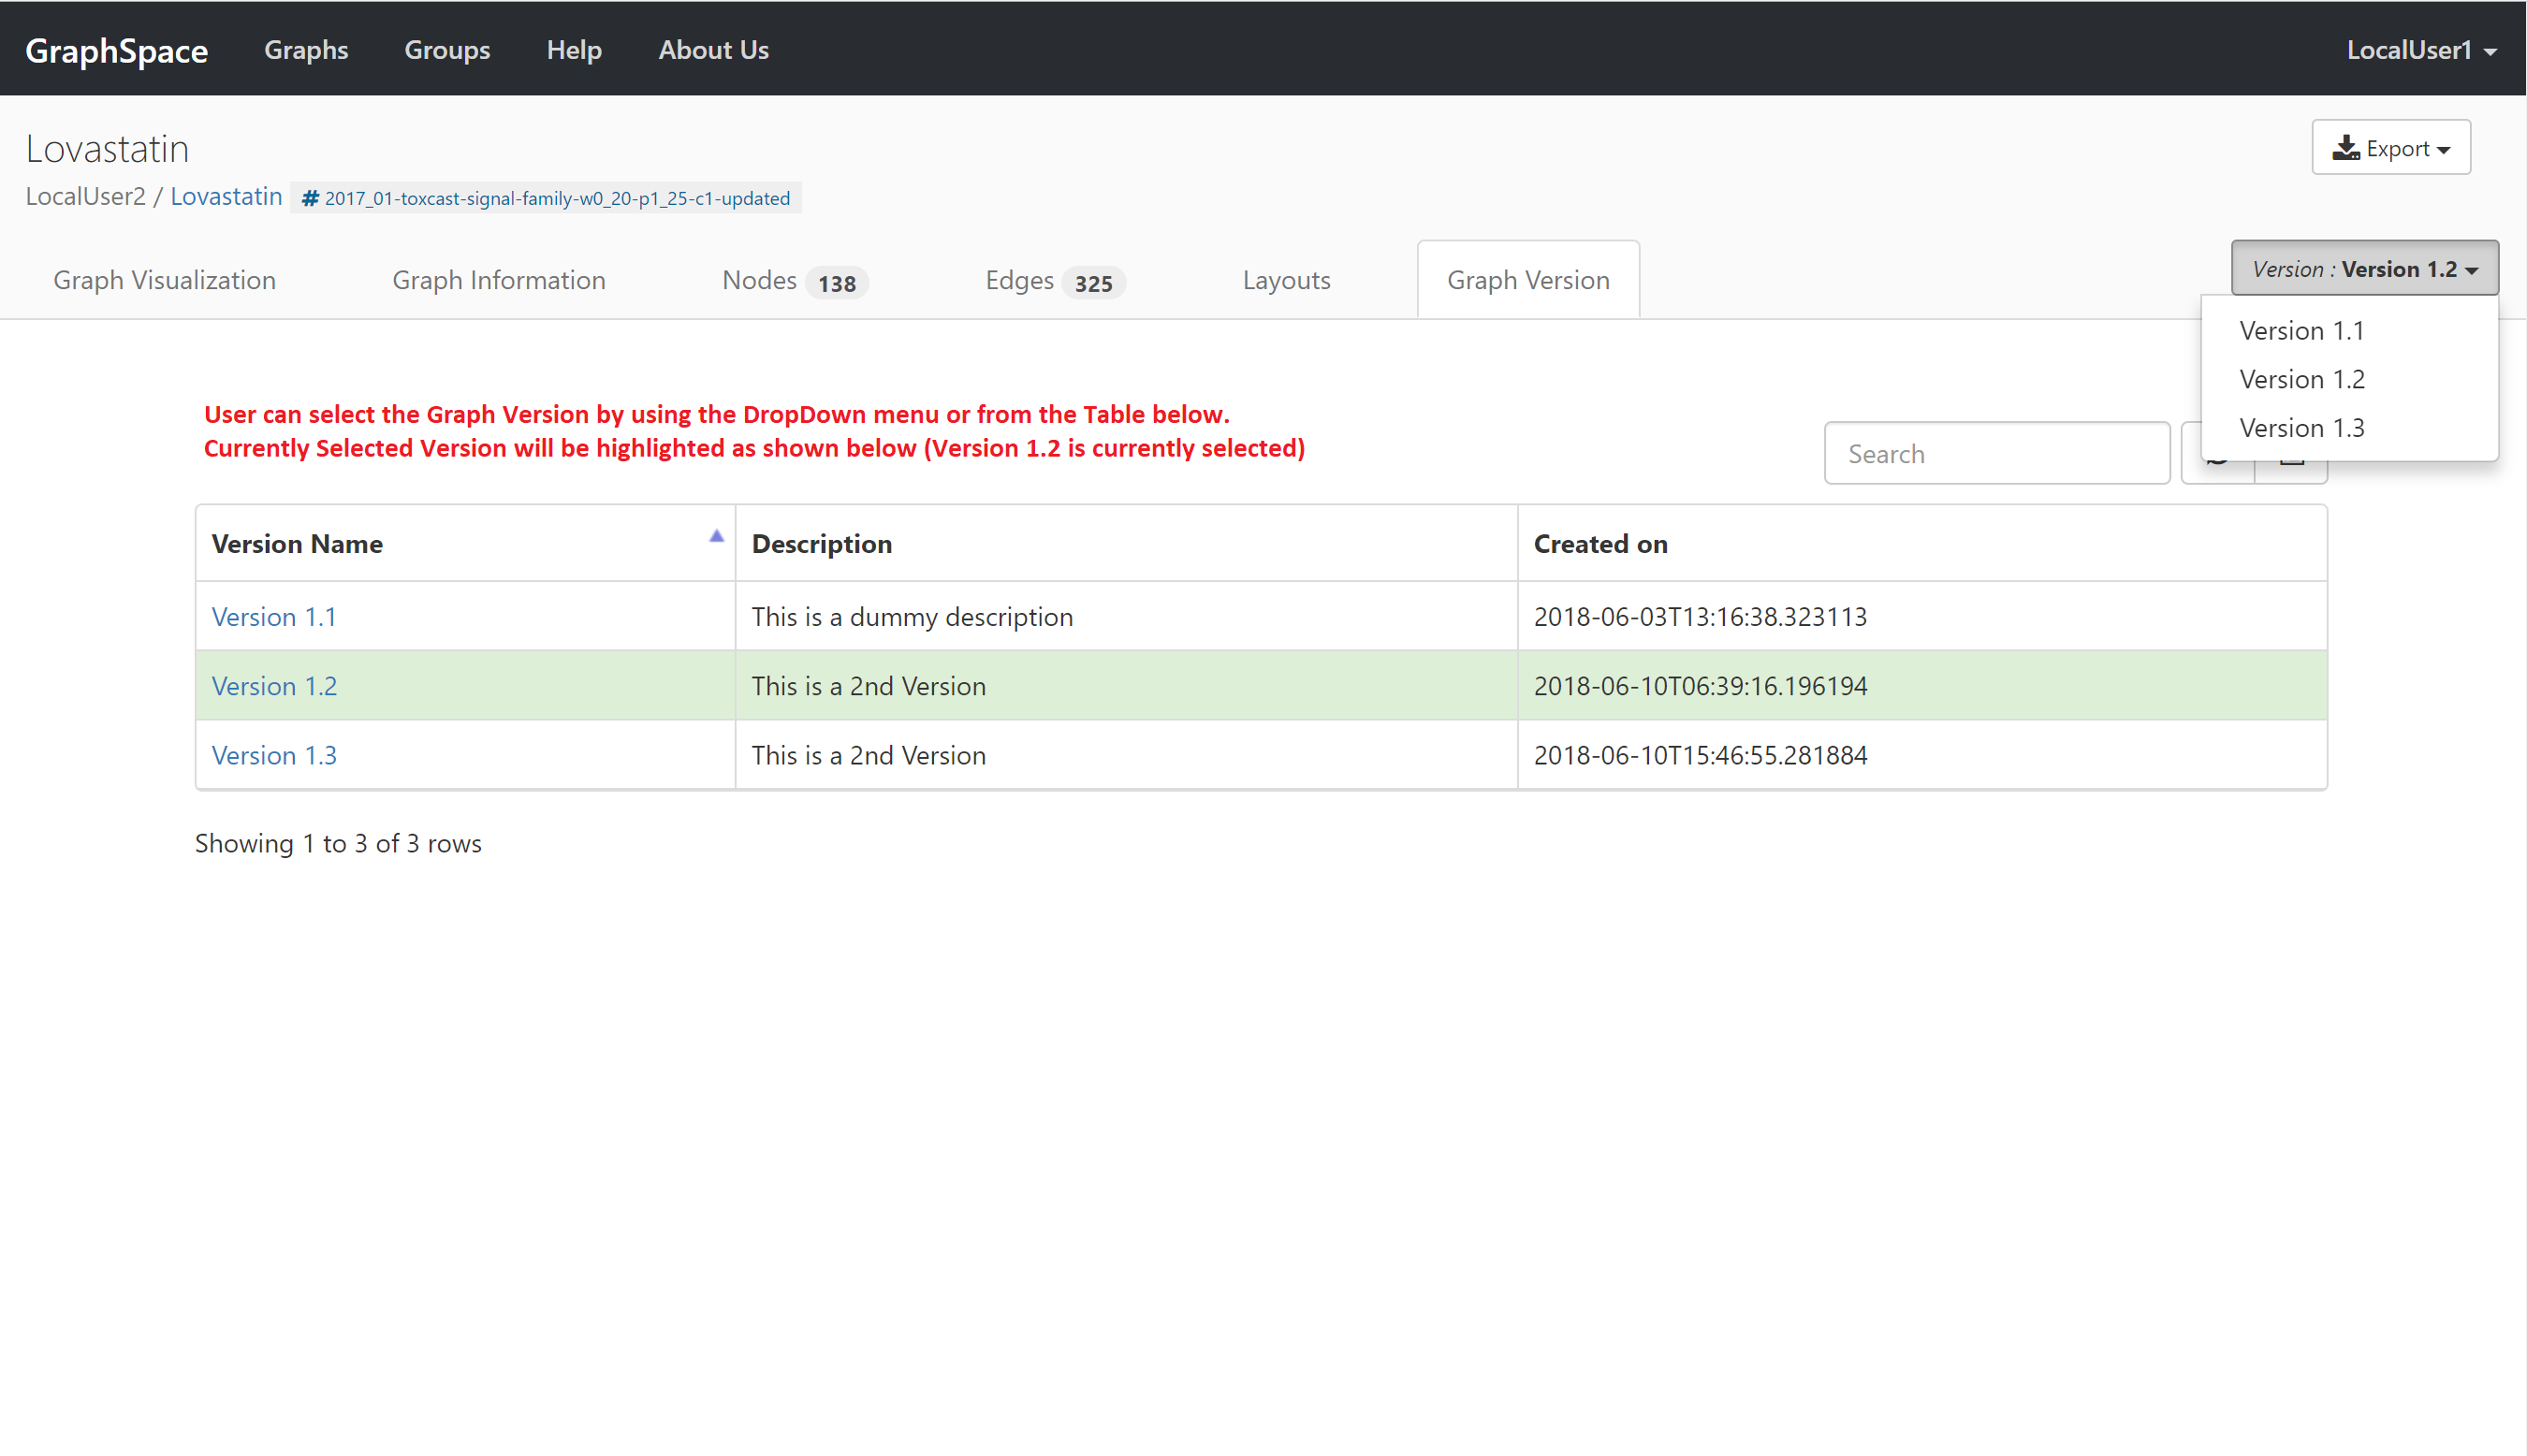 GraphSpace Graphs Groups Help About Us LocalUser1
Lovastatin
Export
LocalUser2 / Lovastatin # 2017_01-toxcast-signal-family-w0_20-p1_25-c1-updated
Graph Visualization Graph Information Nodes 138 Edges 325 Layouts Graph Version Version : Version 1.2
Version 1.1
Version 1.2
Version 1.3
User can select the Graph Version by using the DropDown menu or from the Table below.
Currently Selected Version will be highlighted as shown below (Version 1.2 is currently selected)
Search
Version Name Description Created on
Version 1.1 This is a dummy description 2018-06-03T13:16:38.323113
Version 1.2 This is a 2nd Version 2018-06-10T06:39:16.196194
Version 1.3 This is a 2nd Version 2018-06-10T15:46:55.281884
Showing 1 to 3 of 3 rows